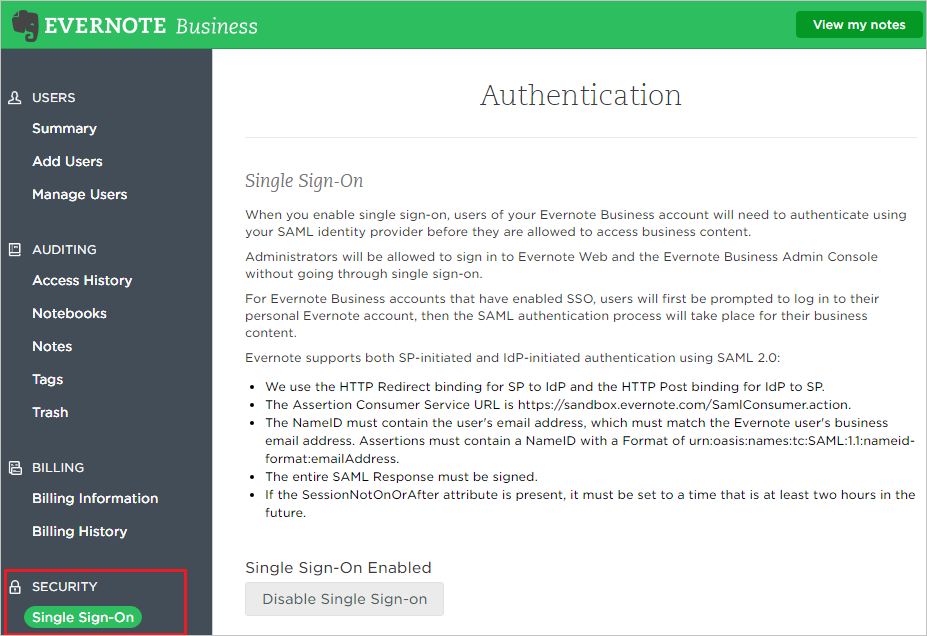 EVERNOTE Business
View my notes
USERS
Summary
Add Users
Manage Users
AUDITING
Access History
Notebooks
Notes
Tags
Trash
BILLING
Billing Information
Billing History
SECURITY
Single Sign-On
Authentication
Single Sign-On
When you enable single sign-on, users of your Evernote Business account will need to authenticate using
your SAML identity provider before they are allowed to access business content.
Administrators will be allowed to sign in to Evernote Web and the Evernote Business Admin Console
without going through single sign-on.
For Evernote Business accounts that have enabled SSO, users will first be prompted to log in to their
personal Evernote account, then the SAML authentication process will take place for their business
content.
Evernote supports both SP-initiated and IdP-initiated authentication using SAML 2.0:
• We use the HTTP Redirect binding for SP to IdP and the HTTP Post binding for IdP to SP.
• The Assertion Consumer Service URL is https://sandbox.evernote.com/SamlConsumer.action.
• The NameID must contain the user's email address, which must match the Evernote user's business
email address. Assertions must contain a NameID with a Format of urn:oasis:names:tc:SAML:1.1:nameid-
format:emailAddress.
• The entire SAML Response must be signed.
• If the SessionNotOnOrAfter attribute is present, it must be set to a time that is at least two hours in the
future.
Single Sign-On Enabled
Disable Single Sign-on